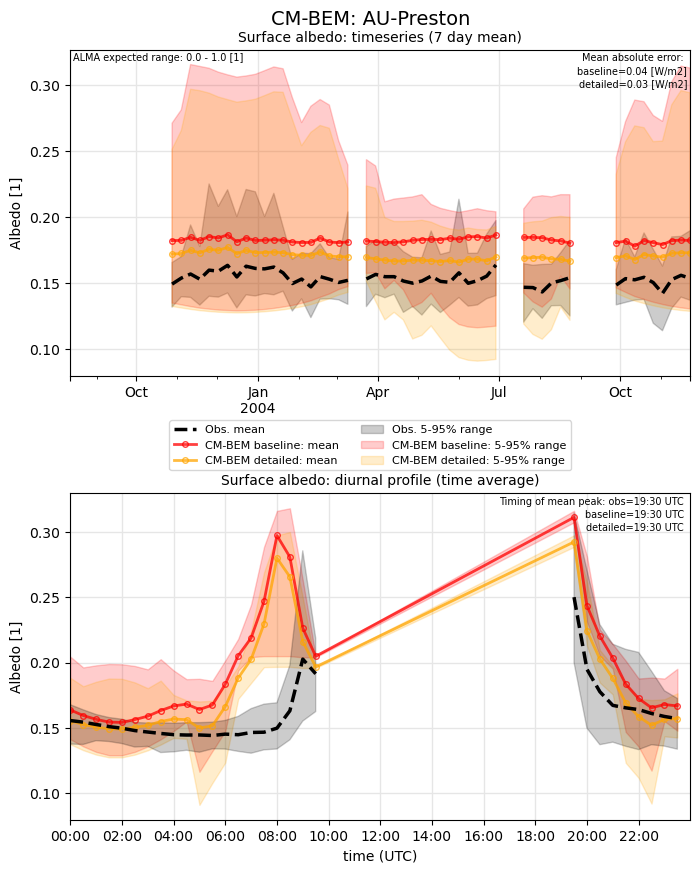 CM-BEM: AU-Preston
Surface albedo: timeseries (7 day mean)
ALMA expected range: 0.0 - 1.0 [1]
Mean absolute error:
baseline=0.04 [W/m2]
detailed=0.03 [W/m2]
Albedo [1]
0.30
0.25
0.20
0.15
0.10
Oct
Jan
2004
Apr
Jul
Oct
Obs. mean
CM-BEM baseline: mean
CM-BEM detailed: mean
Obs. 5-95% range
CM-BEM baseline: 5-95% range
CM-BEM detailed: 5-95% range
Surface albedo: diurnal profile (time average)
Timing of mean peak: obs=19:30 UTC
baseline=19:30 UTC
detailed=19:30 UTC
Albedo [1]
0.30
0.25
0.20
0.15
0.10
00:00 02:00 04:00 06:00 08:00 10:00 12:00 14:00 16:00 18:00 20:00 22:00
time (UTC)